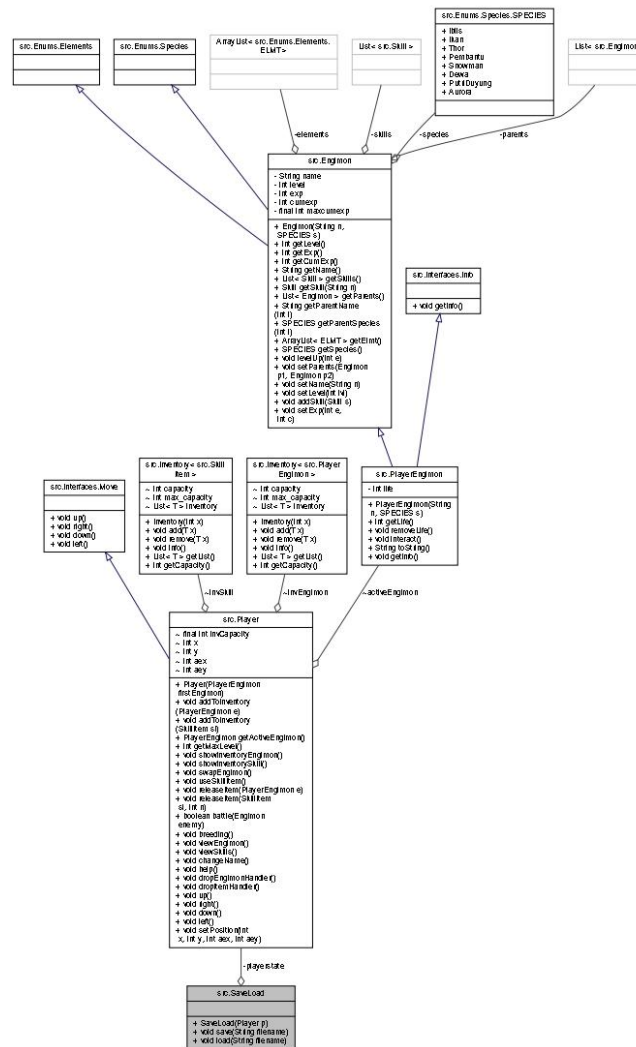 src.Enums.Elements
src.Enums.Species
ArrayList< src.Enums.Elements.
ELMT>
List< src.Skill >
src.Enums.Species.SPECIES
+ Iblis
+ Ikan
+ Thor
+ Pembantu
+ Snowman
+ Dewa
+ PutriDuyung
+ Aurora
List< src.Engimon
-elements
-skills
-species
-parents
src.Engimon
- String name
- int level
- int exp
- int cumexp
- final int maxcumexp
+ Engimon(String n,
SPECIES s)
+ int getLevel()
+ int getExp()
+ int getCumExp()
+ String getName()
+ List< Skill > getSkills()
+ Skill getSkill(String n)
+ List< Engimon > getParents()
+ String getParentName
(int i)
+ SPECIES getParentSpecies
(int i)
+ ArrayList< ELMT > getElmt()
+ SPECIES getSpecies()
+ void levelUp(int e)
+ void setParents(Engimon
p1, Engimon p2)
+ void setName(String n)
+ void setLevel(int lvl)
+ void addSkill(Skill s)
+ void setExp(int e,
int c)
src.Interfaces.Info
+ void getInfo()
src.Interfaces.Move
+ void up()
+ void right()
+ void down()
+ void left()
src.Inventory< src.Skill
Item >
~ int capacity
~ int max_capacity
~ List< T > inventory
+ Inventory(int x)
+ void add(T x)
+ void remove(T x)
+ void info()
+ List< T > getList()
+ int getCapacity()
src.Inventory< src.Player
Engimon >
~ int capacity
~ int max_capacity
~ List< T > inventory
+ Inventory(int x)
+ void add(T x)
+ void remove(T x)
+ void info()
+ List< T > getList()
+ int getCapacity()
src.PlayerEngimon
- int life
+ PlayerEngimon(String
n, SPECIES s)
+ int getLife()
+ void removeLife()
+ void interact()
+ String toString()
+ void getInfo()
~invSkill
~invEngimon
~activeEngimon
src.Player
~ final int invCapacity
~ int x
~ int y
~ int aex
~ int aey
+ Player(PlayerEngimon
firstEngimon)
+ void addToInventory
(PlayerEngimon e)
+ void addToInventory
(SkillItem si)
+ PlayerEngimon getActiveEngimon()
+ int getMaxLevel()
+ void showInventoryEngimon()
+ void showInventorySkill()
+ void swapEngimon()
+ void useSkillItem()
+ void releaseItem(PlayerEngimon e)
+ void releaseItem(SkillItem
si, int n)
+ boolean battle(Engimon
enemy)
+ void breeding()
+ void viewEngimon()
+ void viewSkills()
+ void changeName()
+ void help()
+ void dropEngimonHandler()
+ void dropItemHandler()
+ void up()
+ void right()
+ void down()
+ void left()
+ void setPosition(int
x, int y, int aex, int aey)
-playerstate
src.SaveLoad
+ SaveLoad(Player p)
+ void save(String filename)
+ void load(String filename)